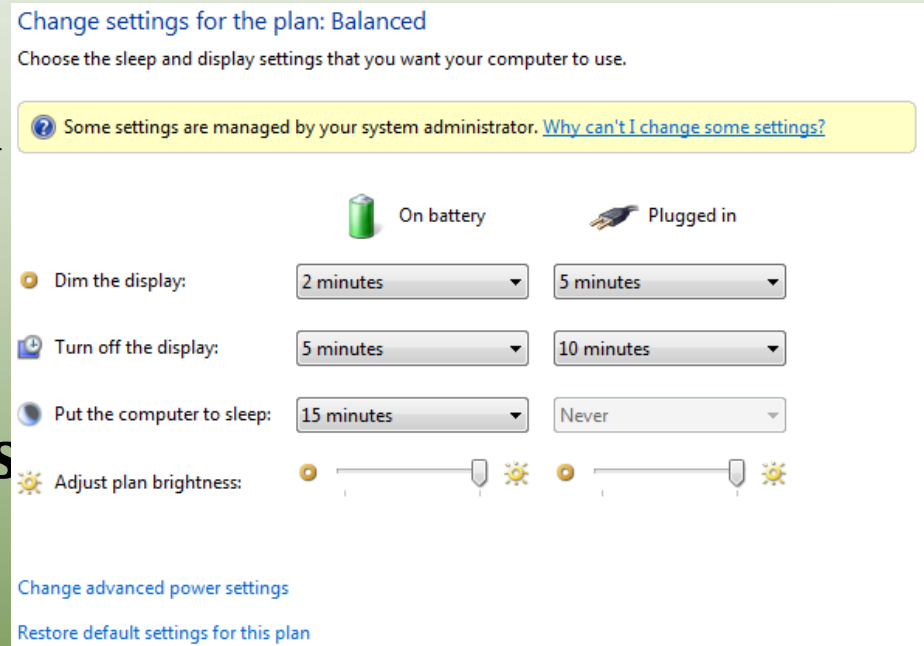 Change settings for the plan: Balanced
Choose the sleep and display settings that you want your computer to use.
Some settings are managed by your system administrator. Why can't I change some settings?
On battery Plugged in
Dim the display: 2 minutes 5 minutes
Turn off the display: 5 minutes 10 minutes
Put the computer to sleep: 15 minutes Never
s
Adjust plan brightness:
Change advanced power settings
Restore default settings for this plan